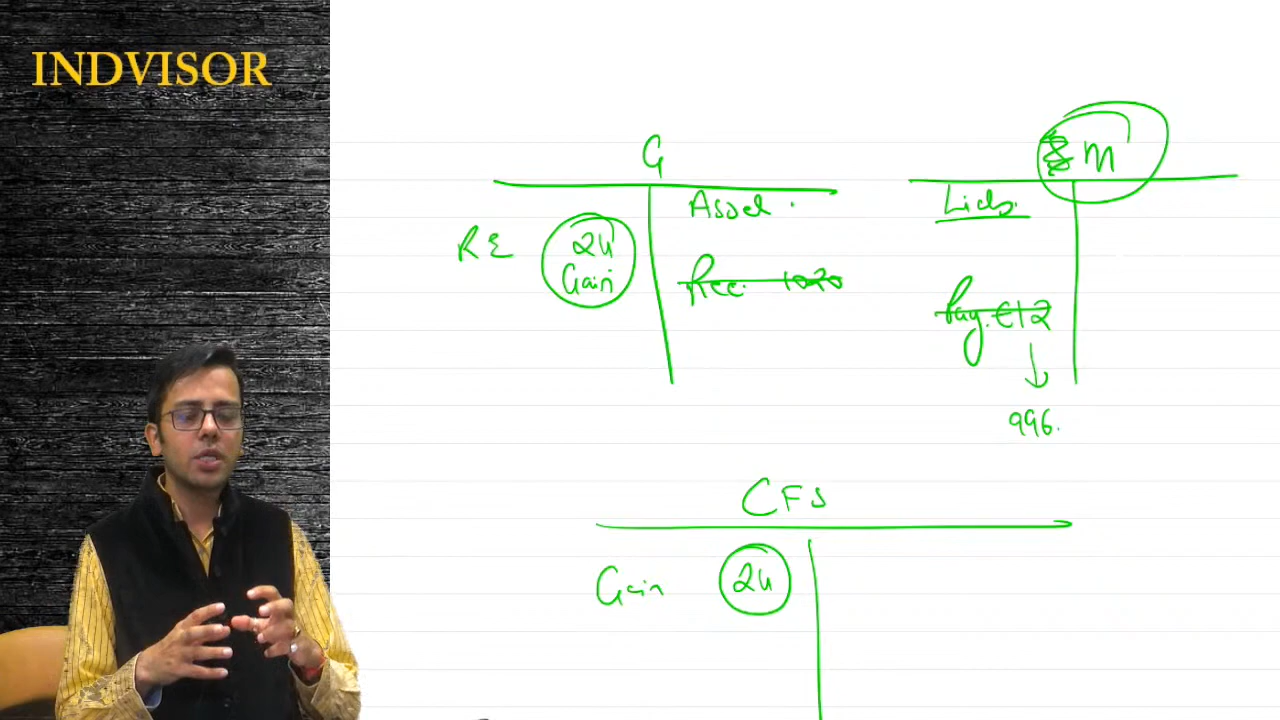 INDVISOR
G
M
Asset.
Liab.
RE
24
Gain
Rec. 1020
Pay. €12
996.
CFS
Gain 24